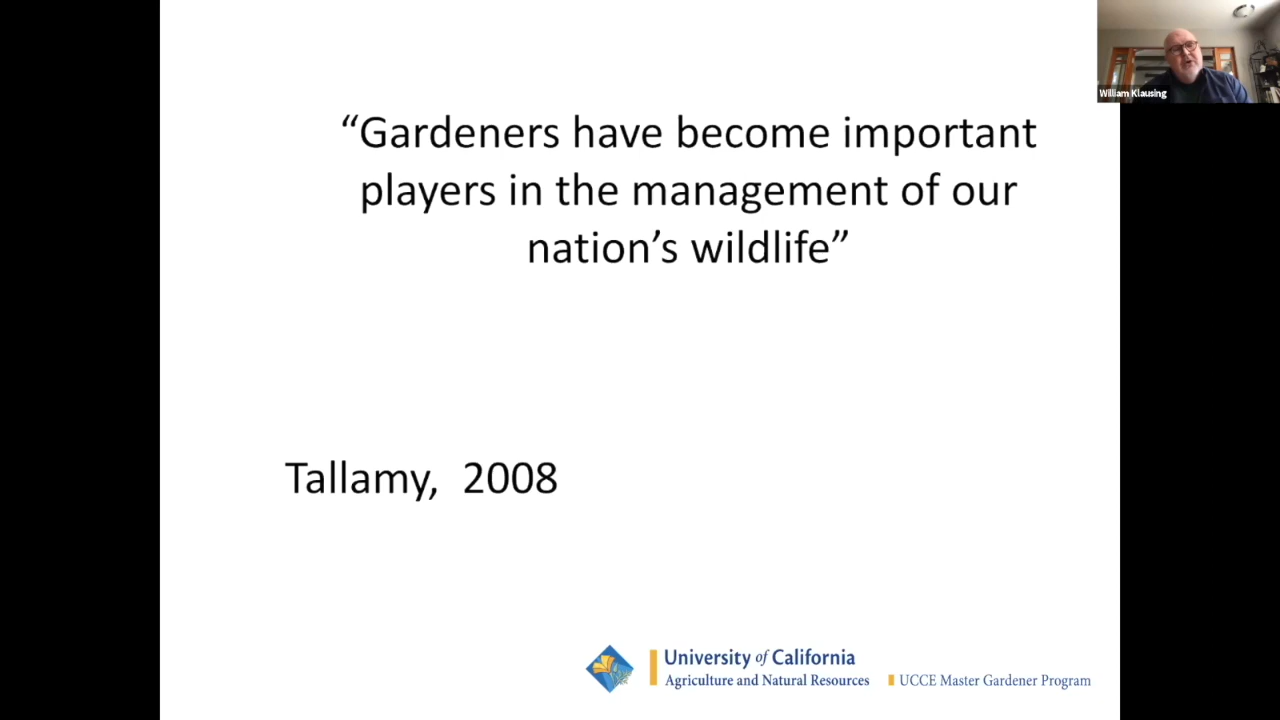 William Klausing
“Gardeners have become important
players in the management of our
nation’s wildlife”
Tallamy,  2008
University of California
Agriculture and Natural Resources
UCCE Master Gardener Program